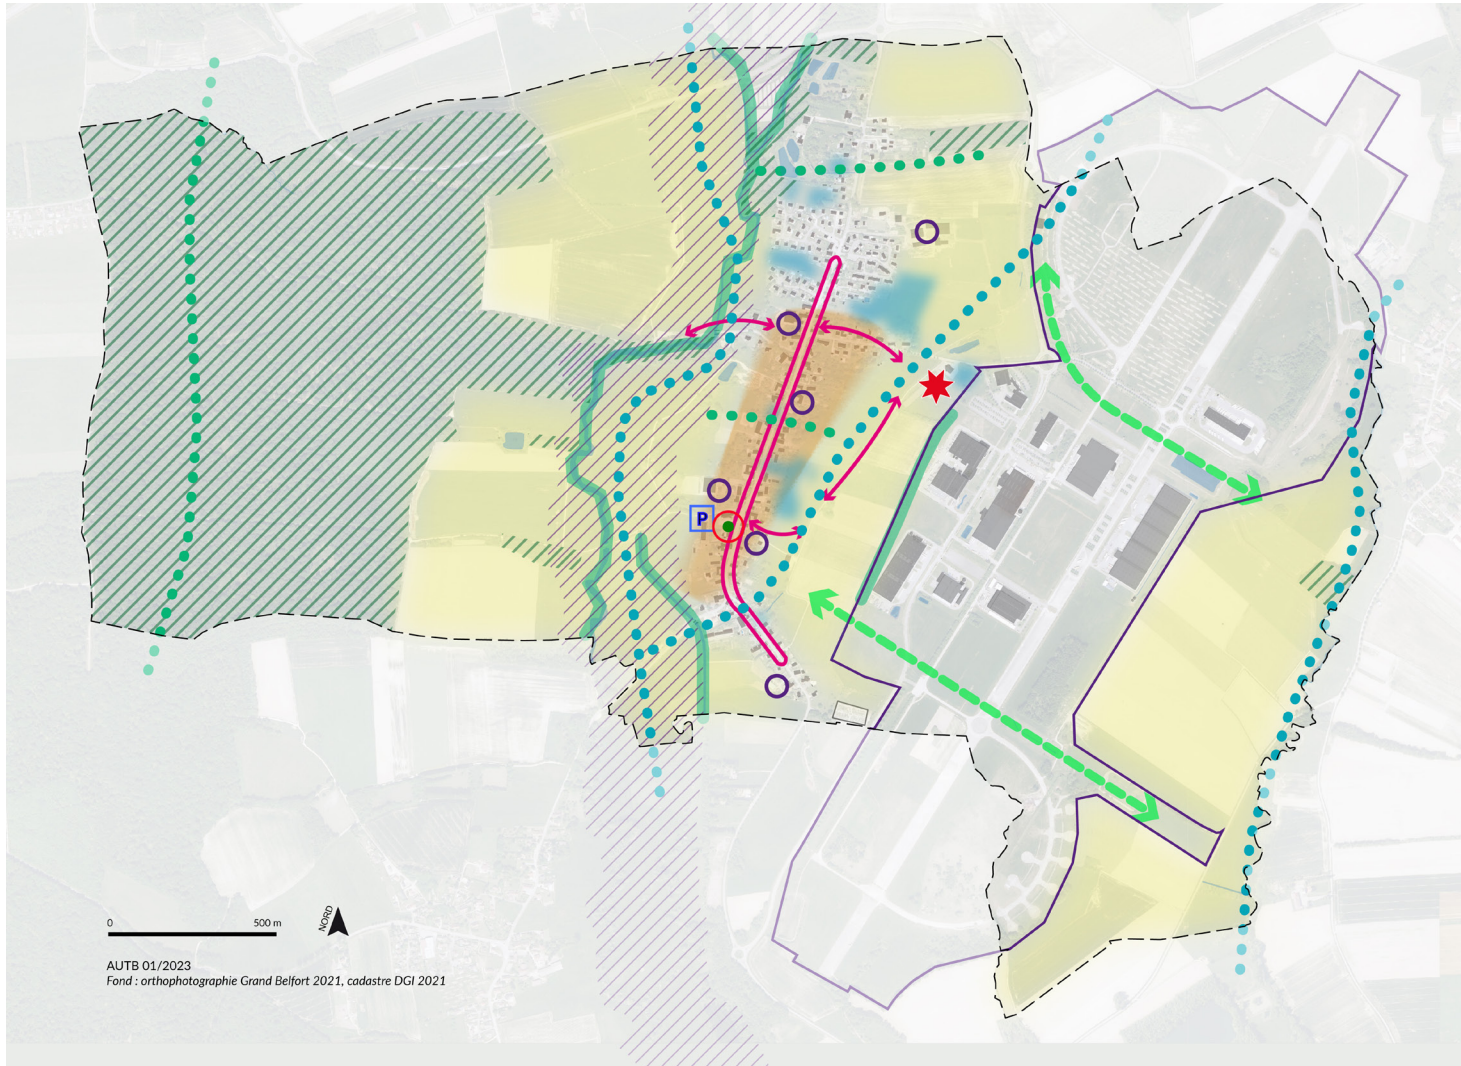 P
0 500 m
NORD
AUTB 01/2023
Fond : orthophotographie Grand Belfort 2021, cadastre DGI 2021